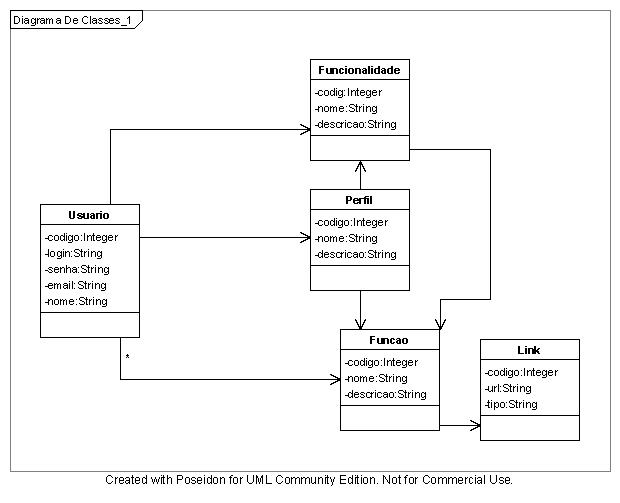 Diagrama De Classes_1
Funcionalidade
-codig:Integer
-nome:String
-descricao:String
Usuario
-codigo:Integer
-login:String
-senha:String
-email:String
-nome:String
Perfil
-codigo:Integer
-nome:String
-descricao:String
*
Funcao
-codigo:Integer
-nome:String
-descricao:String
Link
-codigo:Integer
-url:String
-tipo:String
Created with Poseidon for UML Community Edition. Not for Commercial Use.